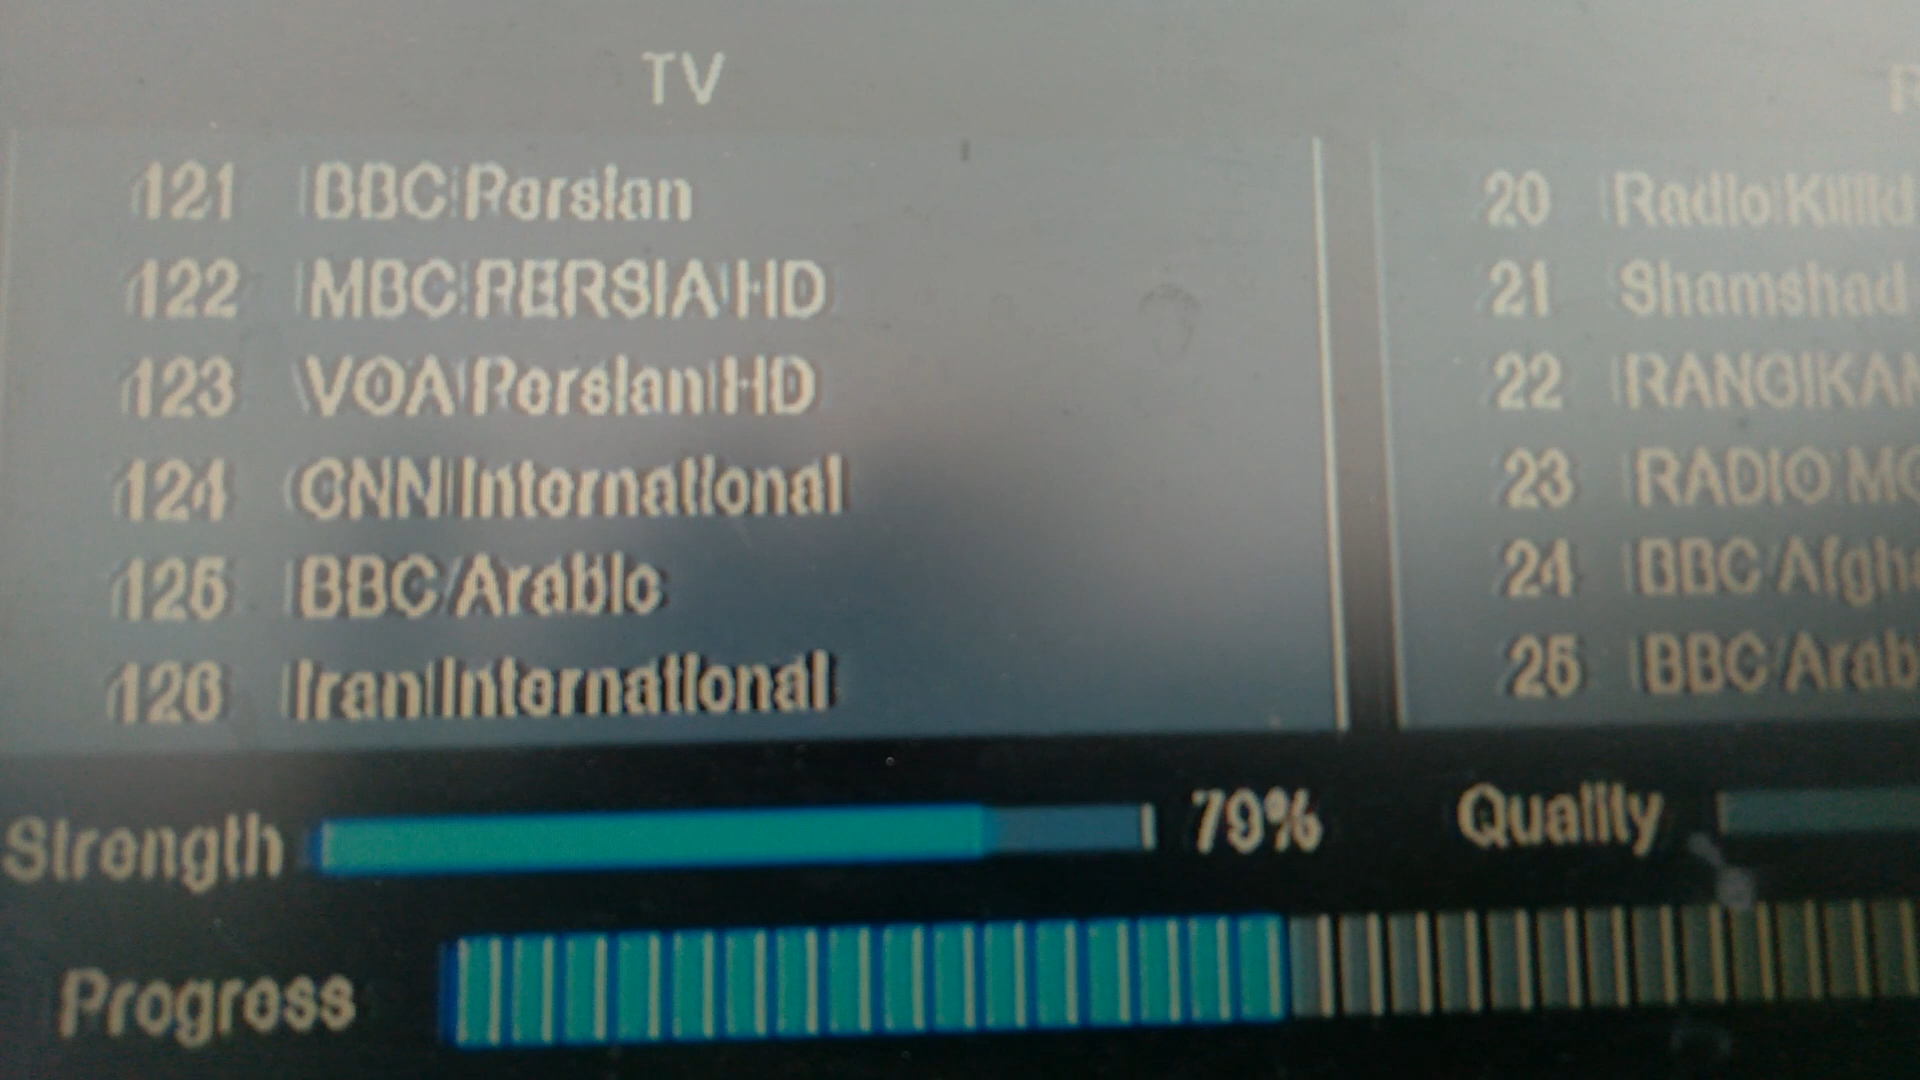 TV
121 BBC Persian
122 MBC PERSIA HD
123 VOA Persian HD
124 CNN International
125 BBC Arabic
126 Iran International
20 Radio
21 Shamshad
22
23 RADIO
24 BBC
25 BBC
Strength 79% Quality
Progress